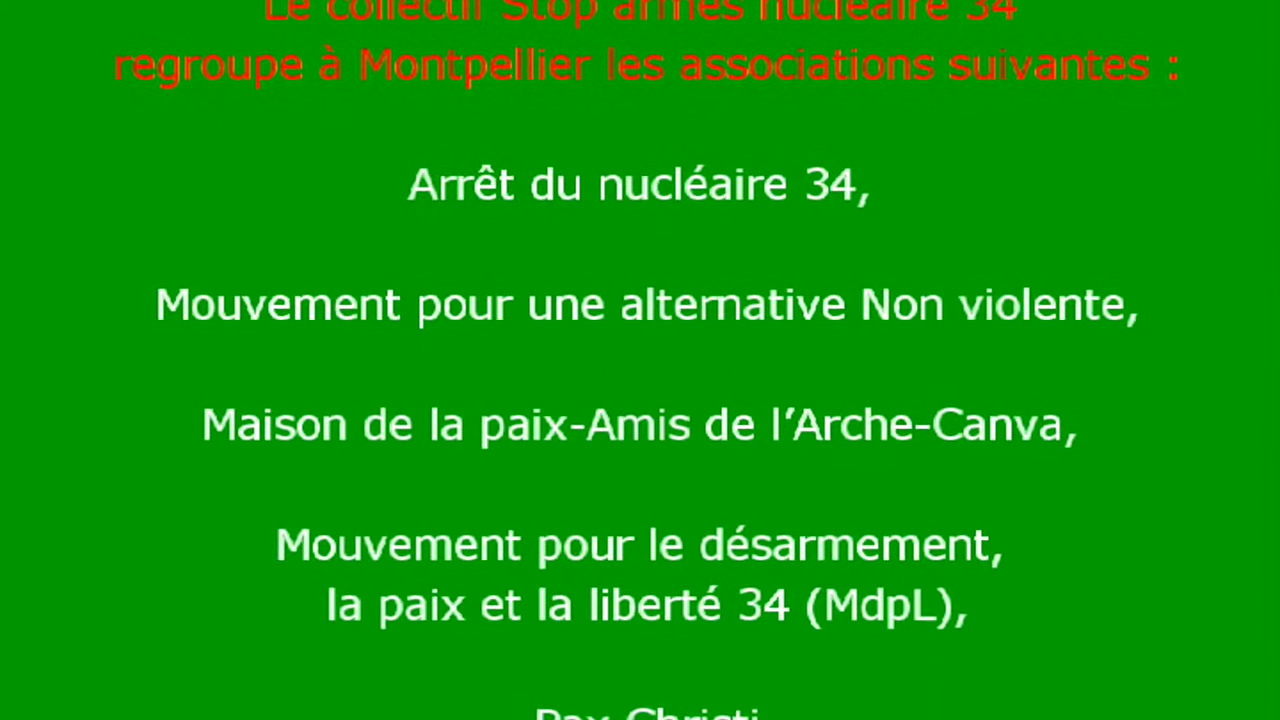 Le collectif Stop armes nucléaire 34
regroupe à Montpellier les associations suivantes :
Arrêt du nucléaire 34,
Mouvement pour une alternative Non violente,
Maison de la paix-Amis de l’Arche-Canva,
Mouvement pour le désarmement,
la paix et la liberté 34 (MdpL),
Pax Christi